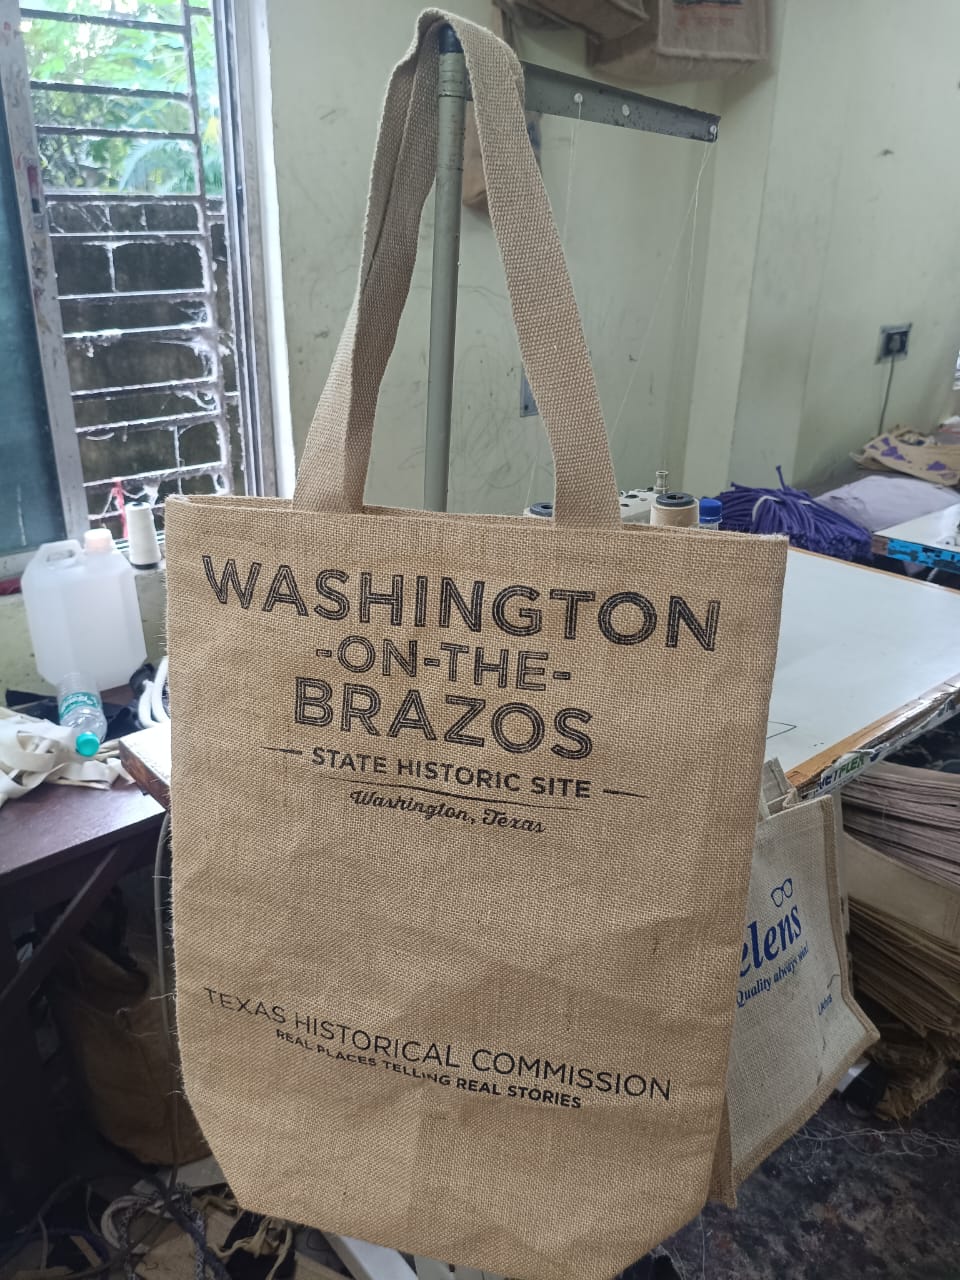 WASHINGTON
-ON-THE-
BRAZOS
STATE HISTORIC SITE
Washington, Texas
TEXAS HISTORICAL COMMISSION
REAL PLACES TELLING REAL STORIES
elens
Quality always wins!